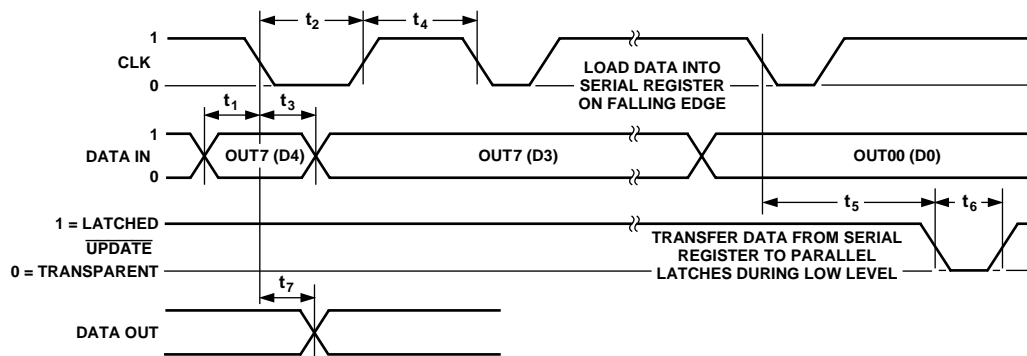 t2
t4
1
CLK
0
LOAD DATA INTO
SERIAL REGISTER
ON FALLING EDGE
t1
t3
1
DATA IN
0
OUT7 (D4)
OUT7 (D3)
OUT00 (D0)
t5
t6
1 = LATCHED
UPDATE
0 = TRANSPARENT
TRANSFER DATA FROM SERIAL
REGISTER TO PARALLEL
LATCHES DURING LOW LEVEL
t7
DATA OUT